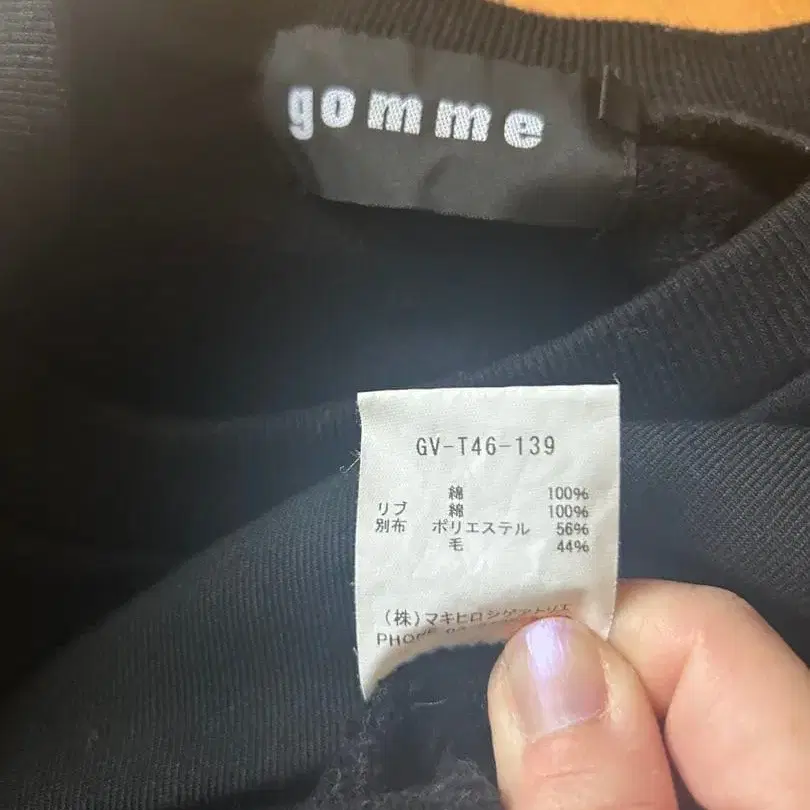 gomme
GV-T46-139
綿 100%
リブ 綿 100%
別布 ポリエステル 56%
毛 44%
(株)マキヒロシゲアトリエ
PHONE